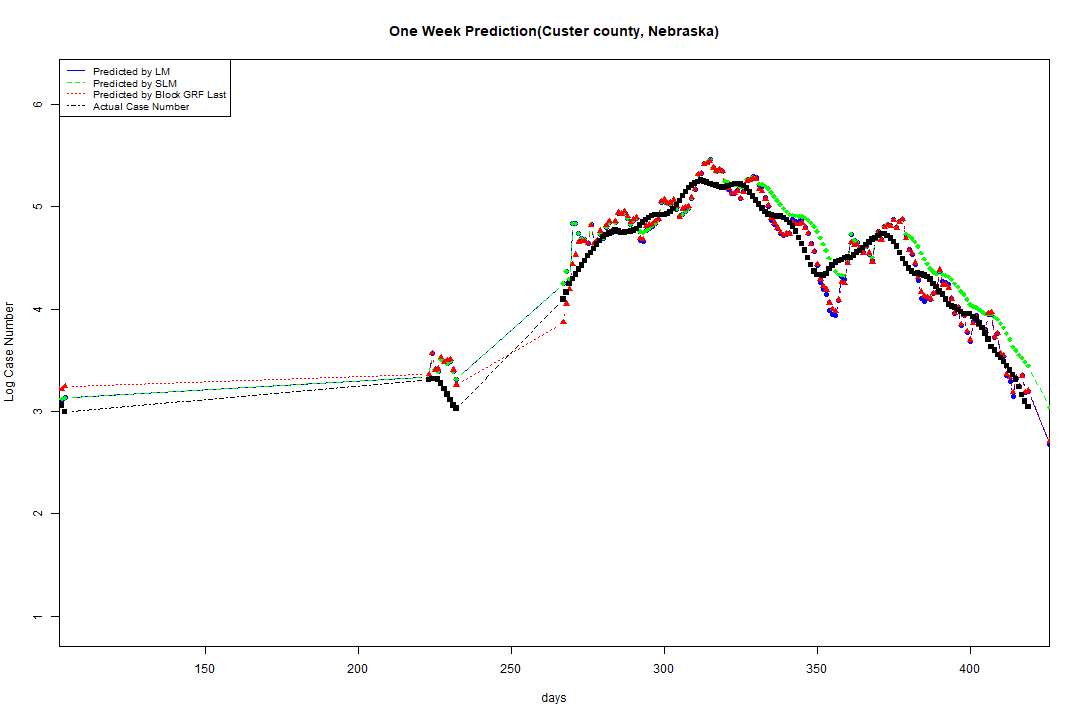 One Week Prediction(Custer county, Nebraska)
Predicted by LM
Predicted by SLM
Predicted by Block GRF Last
Actual Case Number
6
5
4
3
2
1
Log Case Number
150 200 250 300 350 400
days